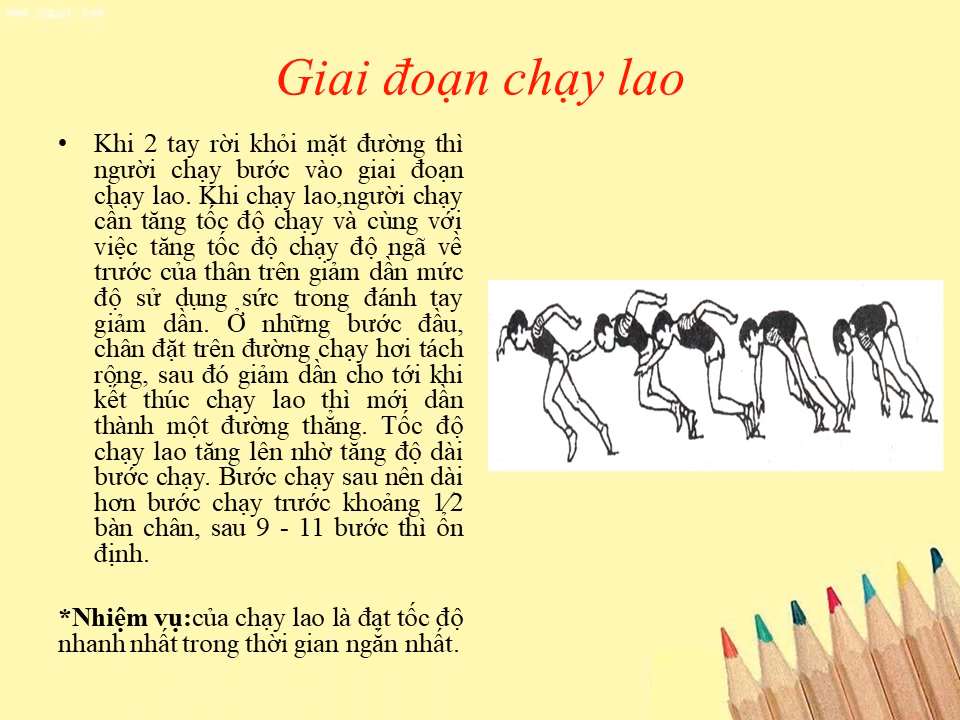 Giai đoạn chạy lao
• Khi 2 tay rời khỏi mặt đường thì
người chạy bước vào giai đoạn
chạy lao. Khi chạy lao,người chạy
cần tăng tốc độ chạy và cùng với
việc tăng tốc độ chạy độ ngã về
trước của thân trên giảm dần mức
độ sử dụng sức trong đánh tay
giảm dần. Ở những bước đầu,
chân đặt trên đường chạy hơi tách
rộng, sau đó giảm dần cho tới khi
kết thúc chạy lao thì mới dần
thành một đường thẳng. Tốc độ
chạy lao tăng lên nhờ tăng độ dài
bước chạy. Bước chạy sau nên dài
hơn bước chạy trước khoảng 1⁄2
bàn chân, sau 9 - 11 bước thì ổn
định.
*Nhiệm vụ:của chạy lao là đạt tốc độ
nhanh nhất trong thời gian ngắn nhất.